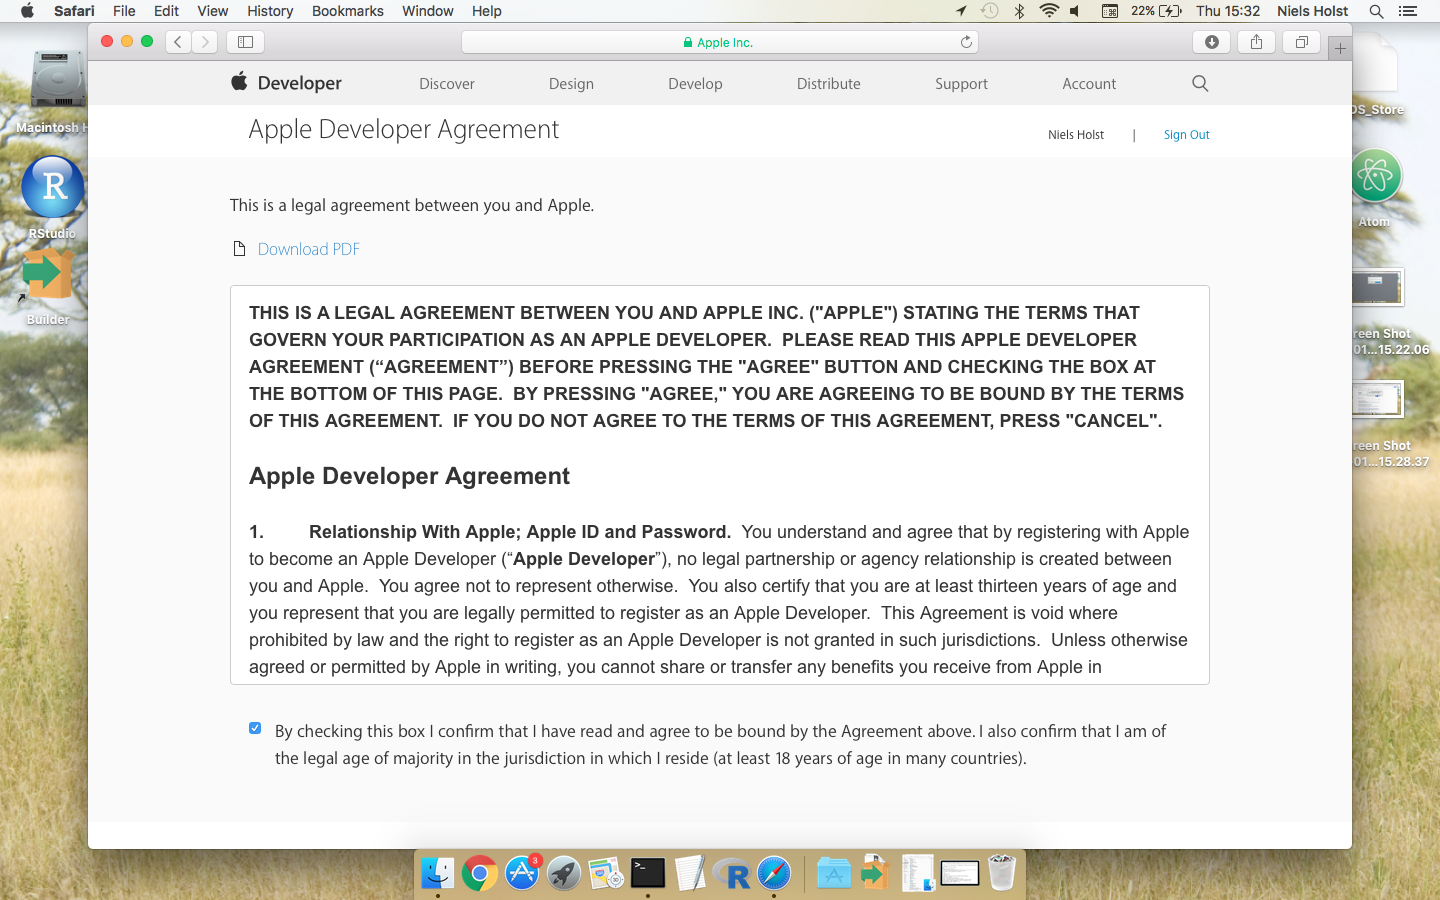 Safari File Edit View History Bookmarks Window Help 22% Thu 15:32 Niels Holst
Apple Inc.
Developer Discover Design Develop Distribute Support Account
Apple Developer Agreement
Niels Holst | Sign Out
This is a legal agreement between you and Apple.
Download PDF
THIS IS A LEGAL AGREEMENT BETWEEN YOU AND APPLE INC. ("APPLE") STATING THE TERMS THAT
GOVERN YOUR PARTICIPATION AS AN APPLE DEVELOPER.  PLEASE READ THIS APPLE DEVELOPER
AGREEMENT (“AGREEMENT”) BEFORE PRESSING THE "AGREE" BUTTON AND CHECKING THE BOX AT
THE BOTTOM OF THIS PAGE.  BY PRESSING "AGREE," YOU ARE AGREEING TO BE BOUND BY THE TERMS
OF THIS AGREEMENT.  IF YOU DO NOT AGREE TO THE TERMS OF THIS AGREEMENT, PRESS "CANCEL".
Apple Developer Agreement
1. Relationship With Apple; Apple ID and Password.  You understand and agree that by registering with Apple
to become an Apple Developer (“Apple Developer”), no legal partnership or agency relationship is created between
you and Apple.  You agree not to represent otherwise.  You also certify that you are at least thirteen years of age and
you represent that you are legally permitted to register as an Apple Developer.  This Agreement is void where
prohibited by law and the right to register as an Apple Developer is not granted in such jurisdictions.  Unless otherwise
agreed or permitted by Apple in writing, you cannot share or transfer any benefits you receive from Apple in
By checking this box I confirm that I have read and agree to be bound by the Agreement above. I also confirm that I am of
the legal age of majority in the jurisdiction in which I reside (at least 18 years of age in many countries).
Macintosh H
R
RStudio
Builder
OS_Store
Atom
reen Shot
01...15.22.06
reen Shot
01...15.28.37
3
R